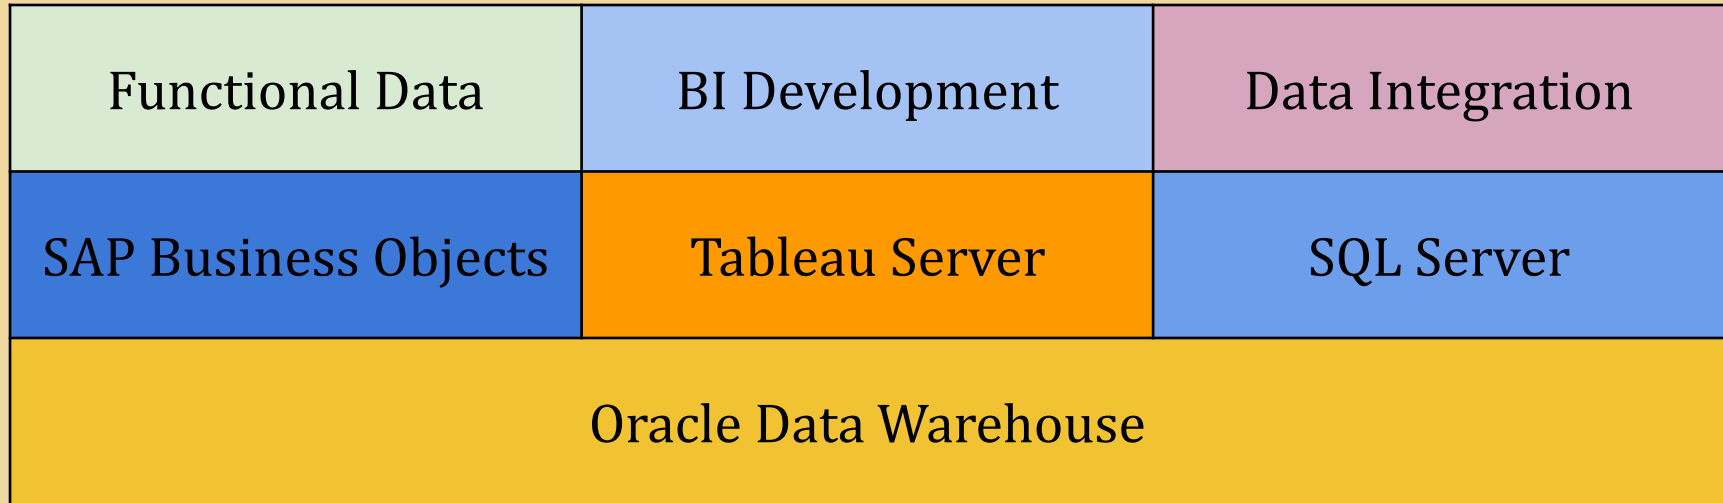 Functional Data
BI Development
Data Integration
SAP Business Objects
Tableau Server
SQL Server
Oracle Data Warehouse